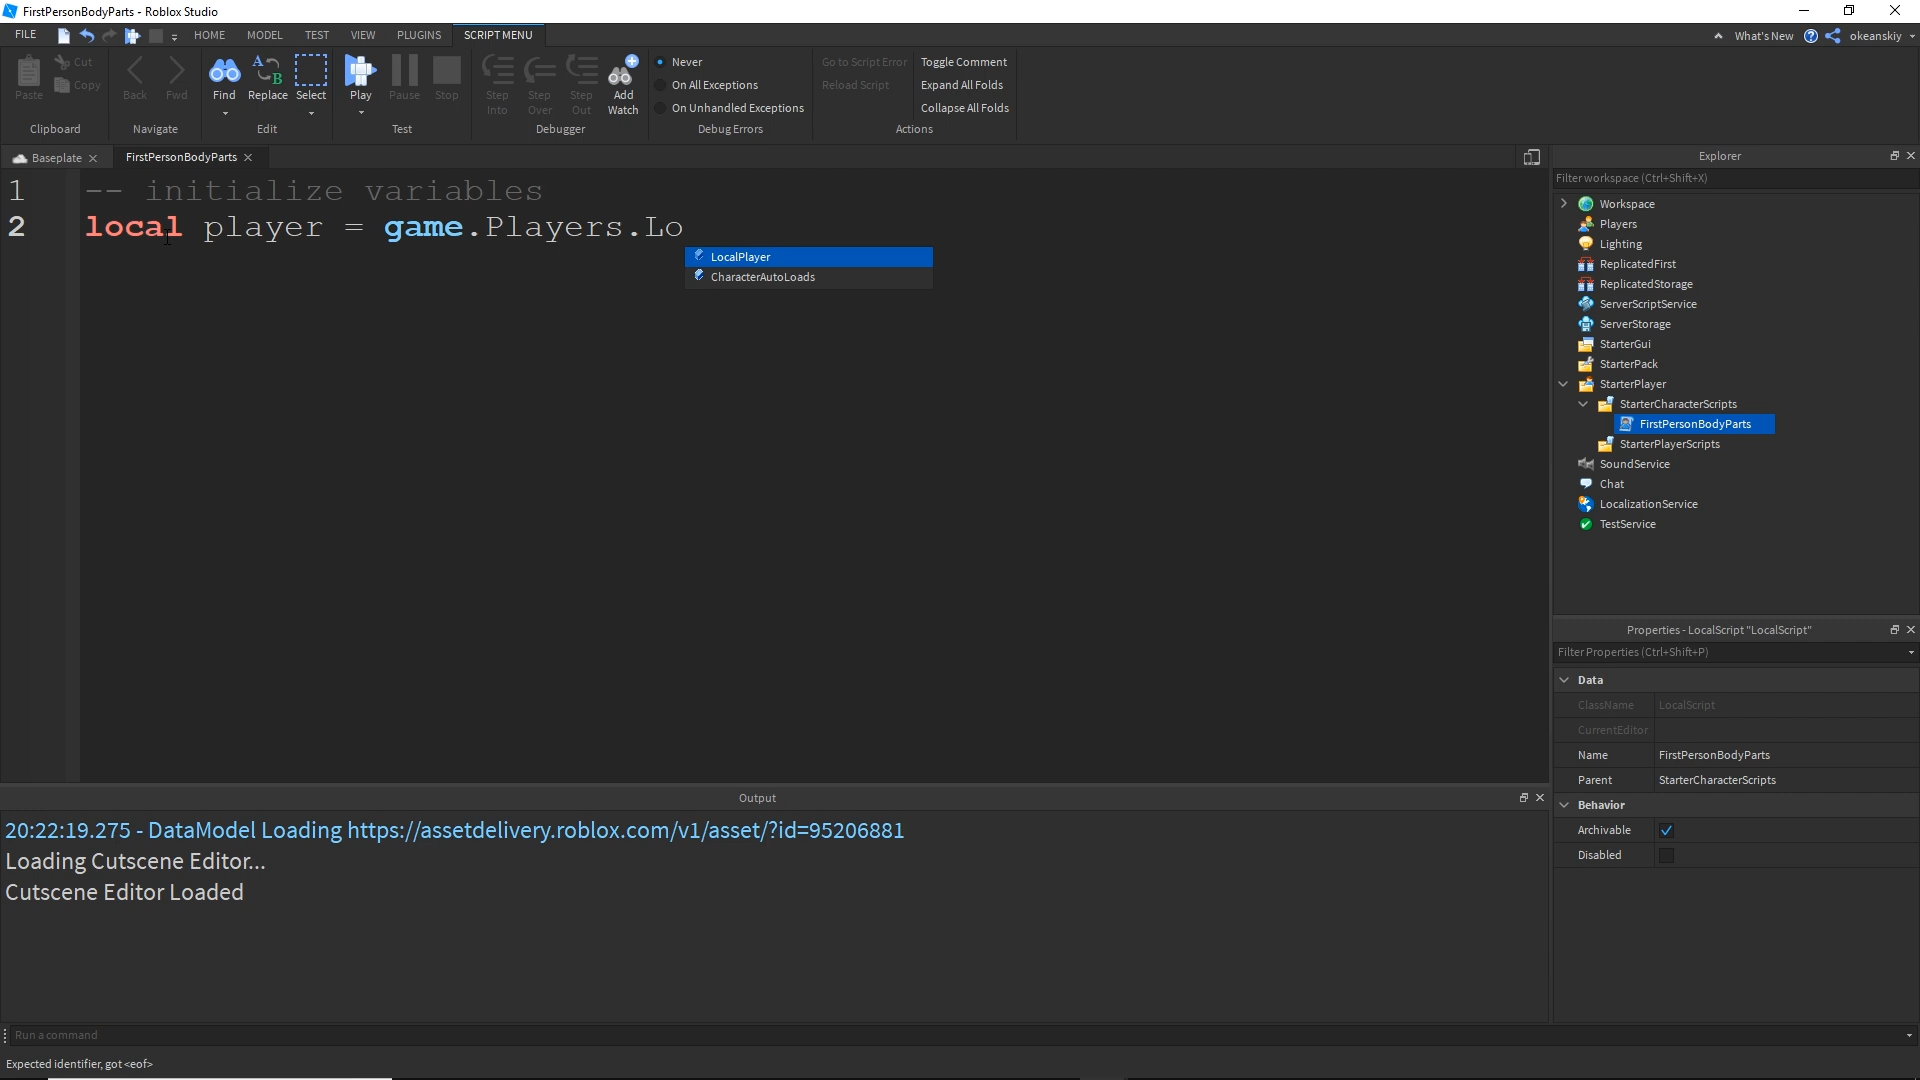 FirstPersonBodyParts - Roblox Studio
FILE HOME MODEL TEST VIEW PLUGINS SCRIPT MENU What's New okeanskiy
Paste Cut Copy
Clipboard
Back Fwd
Navigate
Find Replace Select
Edit
Play Pause Stop
Test
Step Into Step Over Step Out Add Watch
Debugger
Never
On All Exceptions
On Unhandled Exceptions
Debug Errors
Go to Script Error
Reload Script
Toggle Comment
Expand All Folds
Collapse All Folds
Actions
Baseplate FirstPersonBodyParts
1 -- initialize variables
2 local player = game.Players.Lo
LocalPlayer
CharacterAutoLoads
Output
20:22:19.275 - DataModel Loading https://assetdelivery.roblox.com/v1/asset/?id=95206881
Loading Cutscene Editor...
Cutscene Editor Loaded
Run a command
Expected identifier, got <eof>
Explorer
Filter workspace (Ctrl+Shift+X)
Workspace
Players
Lighting
ReplicatedFirst
ReplicatedStorage
ServerScriptService
ServerStorage
StarterGui
StarterPack
StarterPlayer
StarterCharacterScripts
FirstPersonBodyParts
StarterPlayerScripts
SoundService
Chat
LocalizationService
TestService
Properties - LocalScript "LocalScript"
Filter Properties (Ctrl+Shift+P)
Data
ClassName LocalScript
CurrentEditor
Name FirstPersonBodyParts
Parent StarterCharacterScripts
Behavior
Archivable
Disabled